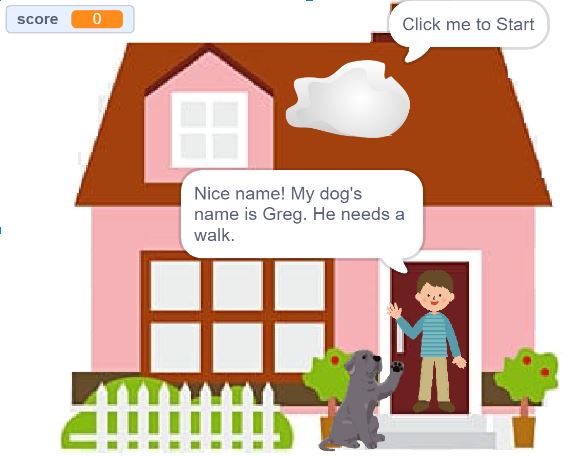 score 0
Click me to Start
Nice name! My dog's
name is Greg. He needs a
walk.